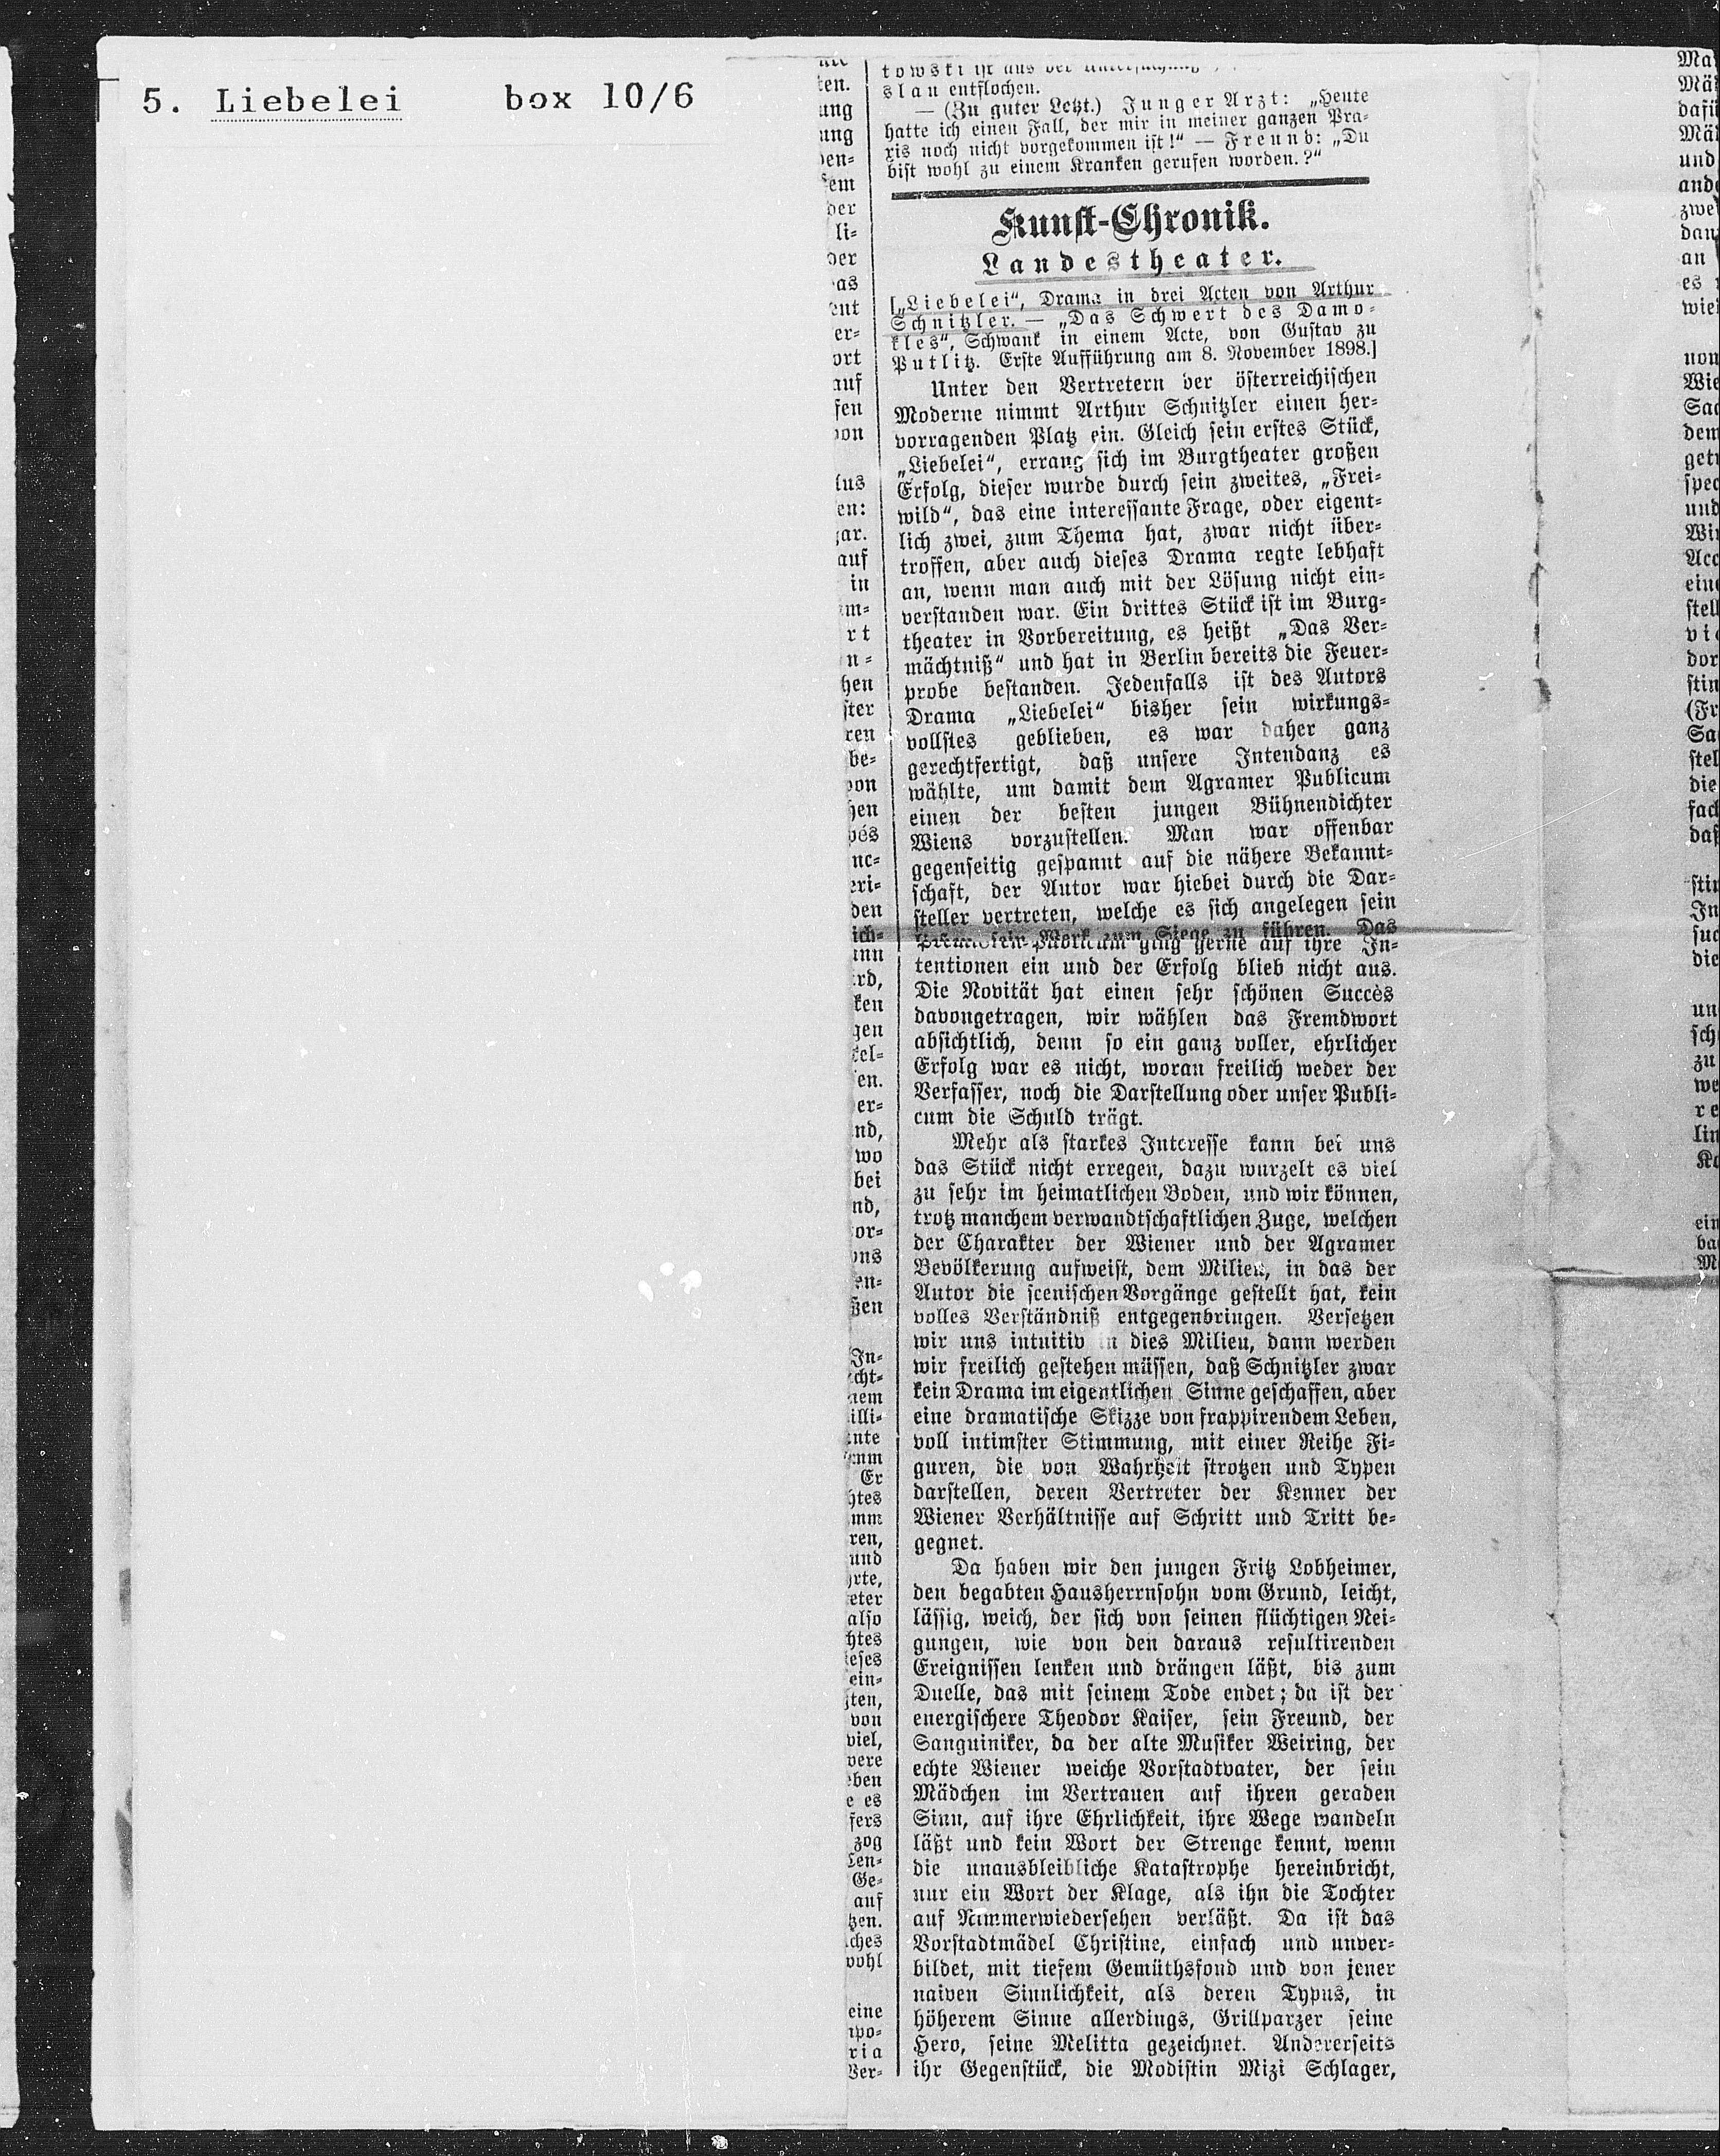 5. Liebelei box 10/6
slau entflochen.
— (Zu guter Letzt.) Junger Arzt: „Heute
hatte ich einen Fall, der mir in meiner ganzen Pra-
xis noch nicht vorgekommen ist!“ — Freund: „Du
bist wohl zu einem Kranken gerufen worden.?“
Kunst-Chronik.
Landestheater.
[„Liebelei“, Drama in drei Acten von Arthur
Schnitzler. — „Das Schwert des Damo-
kles“, Schwank in einem Acte, von Gustav zu
Putlitz. Erste Aufführung am 8. November 1898.]
Unter den Vertretern der österreichischen
Moderne nimmt Arthur Schnitzler einen her-
vorragenden Platz ein. Gleich sein erstes Stück,
„Liebelei“, errang sich im Burgtheater großen
Erfolg, dieser wurde durch sein zweites, „Frei-
wild“, das eine interessante Frage, oder eigent-
lich zwei, zum Thema hat, zwar nicht über-
troffen, aber auch dieses Drama regte lebhaft
an, wenn man auch mit der Lösung nicht ein-
verstanden war. Ein drittes Stück ist im Burg-
theater in Vorbereitung, es heißt „Das Ver-
mächtniß“ und hat in Berlin bereits die Feuer-
probe bestanden. Jedenfalls ist des Autors
Drama „Liebelei“ bisher sein wirkungs-
vollstes geblieben, es war daher ganz
gerechtfertigt, daß unsere Intendanz es
wählte, um damit dem Agramer Publicum
einen der besten jungen Bühnendichter
Wiens vorzustellen. Man war offenbar
gegenseitig gespannt auf die nähere Bekannt-
schaft, der Autor war hiebei durch die Dar-
steller vertreten, welche es sich angelegen sein
sein Werk zum Siege zu führen. Das
ging gerne auf ihre In-
tentionen ein und der Erfolg blieb nicht aus.
Die Novität hat einen sehr schönen Succès
davongetragen, wir wählen das Fremdwort
absichtlich, denn so ein ganz voller, ehrlicher
Erfolg war es nicht, woran freilich weder der
Verfasser, noch die Darstellung oder unser Publi-
cum die Schuld trägt.
Mehr als starkes Interesse kann bei uns
das Stück nicht erregen, dazu wurzelt es viel
zu sehr im heimatlichen Boden, und wir können,
trotz manchem verwandtschaftlichen Zuge, welchen
der Charakter der Wiener und der Agramer
Bevölkerung aufweist, dem Milieu, in das der
Autor die scenischen Vorgänge gestellt hat, kein
volles Verständniß entgegenbringen. Versetzen
wir uns intuitiv in dies Milieu, dann werden
wir freilich gestehen müssen, daß Schnitzler zwar
kein Drama im eigentlichen Sinne geschaffen, aber
eine dramatische Skizze von frappirendem Leben,
voll intimster Stimmung, mit einer Reihe Fi-
guren, die von Wahrheit strotzen und Typen
darstellen, deren Vertreter der Kenner der
Wiener Verhältnisse auf Schritt und Tritt be-
gegnet.
Da haben wir den jungen Fritz Lobheimer,
den begabten Hausherrnsohn vom Grund, leicht,
lässig, weich, der sich von seinen flüchtigen Nei-
gungen, wie von den daraus resultirenden
Ereignissen lenken und drängen läßt, bis zum
Duelle, das mit seinem Tode endet; da ist der
energischere Theodor Kaiser, sein Freund, der
Sanguiniker, da der alte Musiker Weiring, der
echte Wiener weiche Vorstadtvater, der sein
Mädchen im Vertrauen auf ihren geraden
Sinn, auf ihre Ehrlichkeit, ihre Wege wandeln
läßt und kein Wort der Strenge kennt, wenn
die unausbleibliche Katastrophe hereinbricht,
nur ein Wort der Klage, als ihn die Tochter
auf Nimmerwiedersehen verläßt. Da ist das
Vorstadtmädel Christine, einfach und unver-
bildet, mit tiefem Gemüthsfond und von jener
naiven Sinnlichkeit, als deren Typus, in
höherem Sinne allerdings, Grillparzer seine
Hero, seine Melitta gezeichnet. Andererseits
ihr Gegenstück, die Modistin Mizi Schlager,